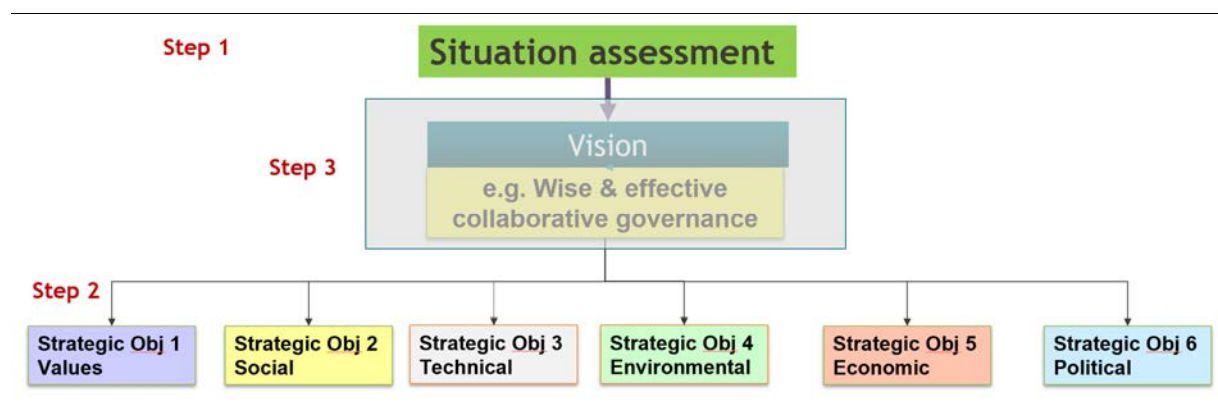 Step 1
Situation assessment
Vision
Step 3
e.g. Wise & effective
collaborative governance
Step 2
Strategic Obj 1
Values
Strategic Obj 2
Social
Strategic Obj 3
Technical
Strategic Obj 4
Environmental
Strategic Obj 5
Economic
Strategic Obj 6
Political